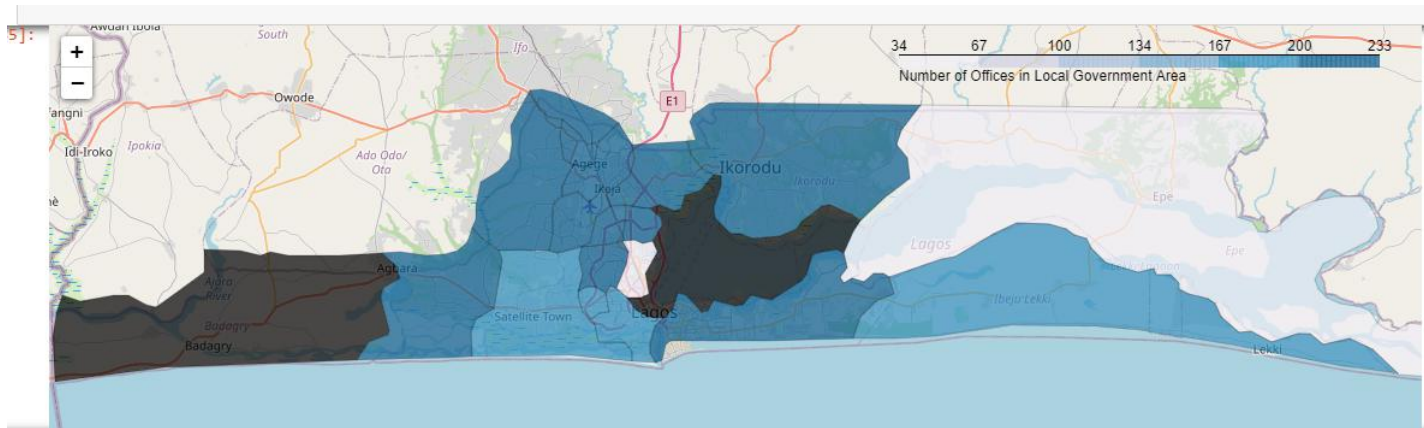 5]:
+
−
Awdari Ibola
South
Ifo
34 67 100 134 167 200 233
Number of Offices in Local Government Area
E1
Owode
Idi-Iroko
Ipokia
Ado Odo/
Ota
Agege
Ikeja
Ikorodu
Ikorodu
Epe
Lagos
Epe
Agbara
Ajara
River
Badagry
Badagry
Satellite Town
Lagos
Ibeju Lekki
Lekki